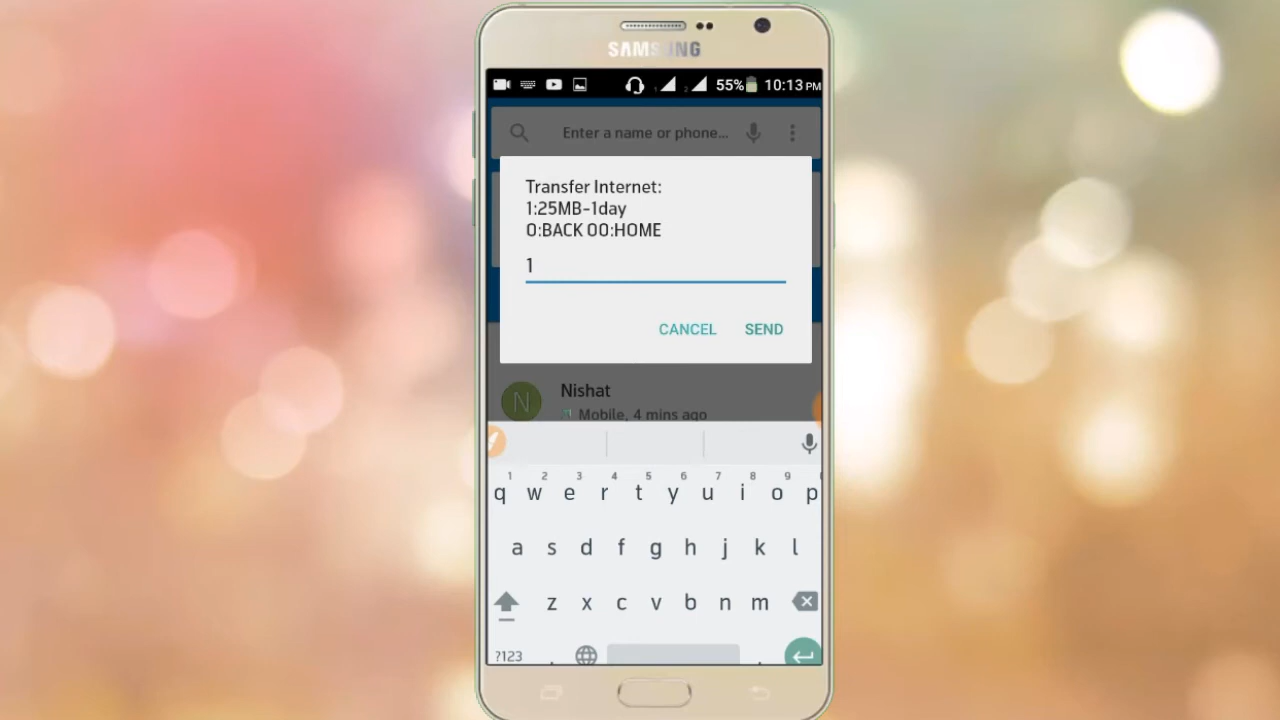 SAMSUNG
55% 10:13 PM
Enter a name or phone...
Transfer Internet:
1:25MB-1day
0:BACK 00:HOME
1
CANCEL SEND
N
Nishat
Mobile, 4 mins ago
1 2 3 4 5 6 7 8 9
q w e r t y u i o p
a s d f g h j k l
z x c v b n m
?123 , .